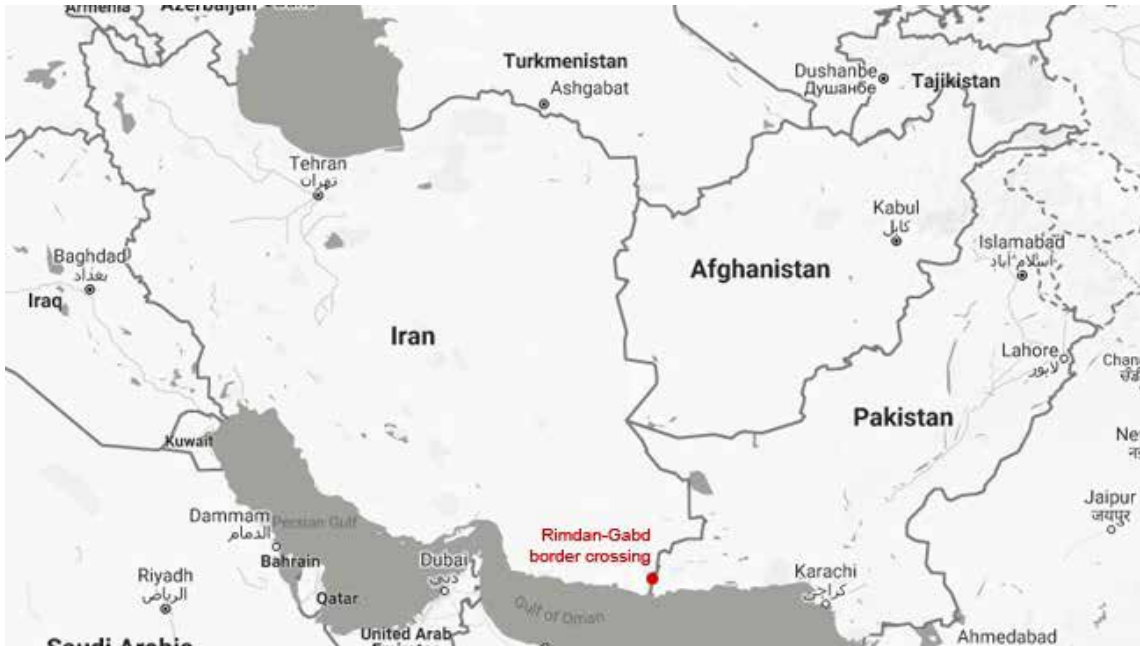 Armenia
Azerbaijan
Turkmenistan
Ashgabat
Dushanbe
Душанбе
Tajikistan
Tehran
تهران
Kabul
کابل
Islamabad
اسلام آباد
Baghdad
بغداد
Iraq
Afghanistan
Iran
Lahore
لاہور
Pakistan
Kuwait
Jaipur
जयपुर
Dammam
الدمام
Persian Gulf
Rimdan-Gabd
border crossing
Bahrain
Dubai
دبي
Karachi
کراچی
Riyadh
الرياض
Qatar
Gulf of Oman
United Arab
Emirates
Saudi Arabia
Ahmedabad